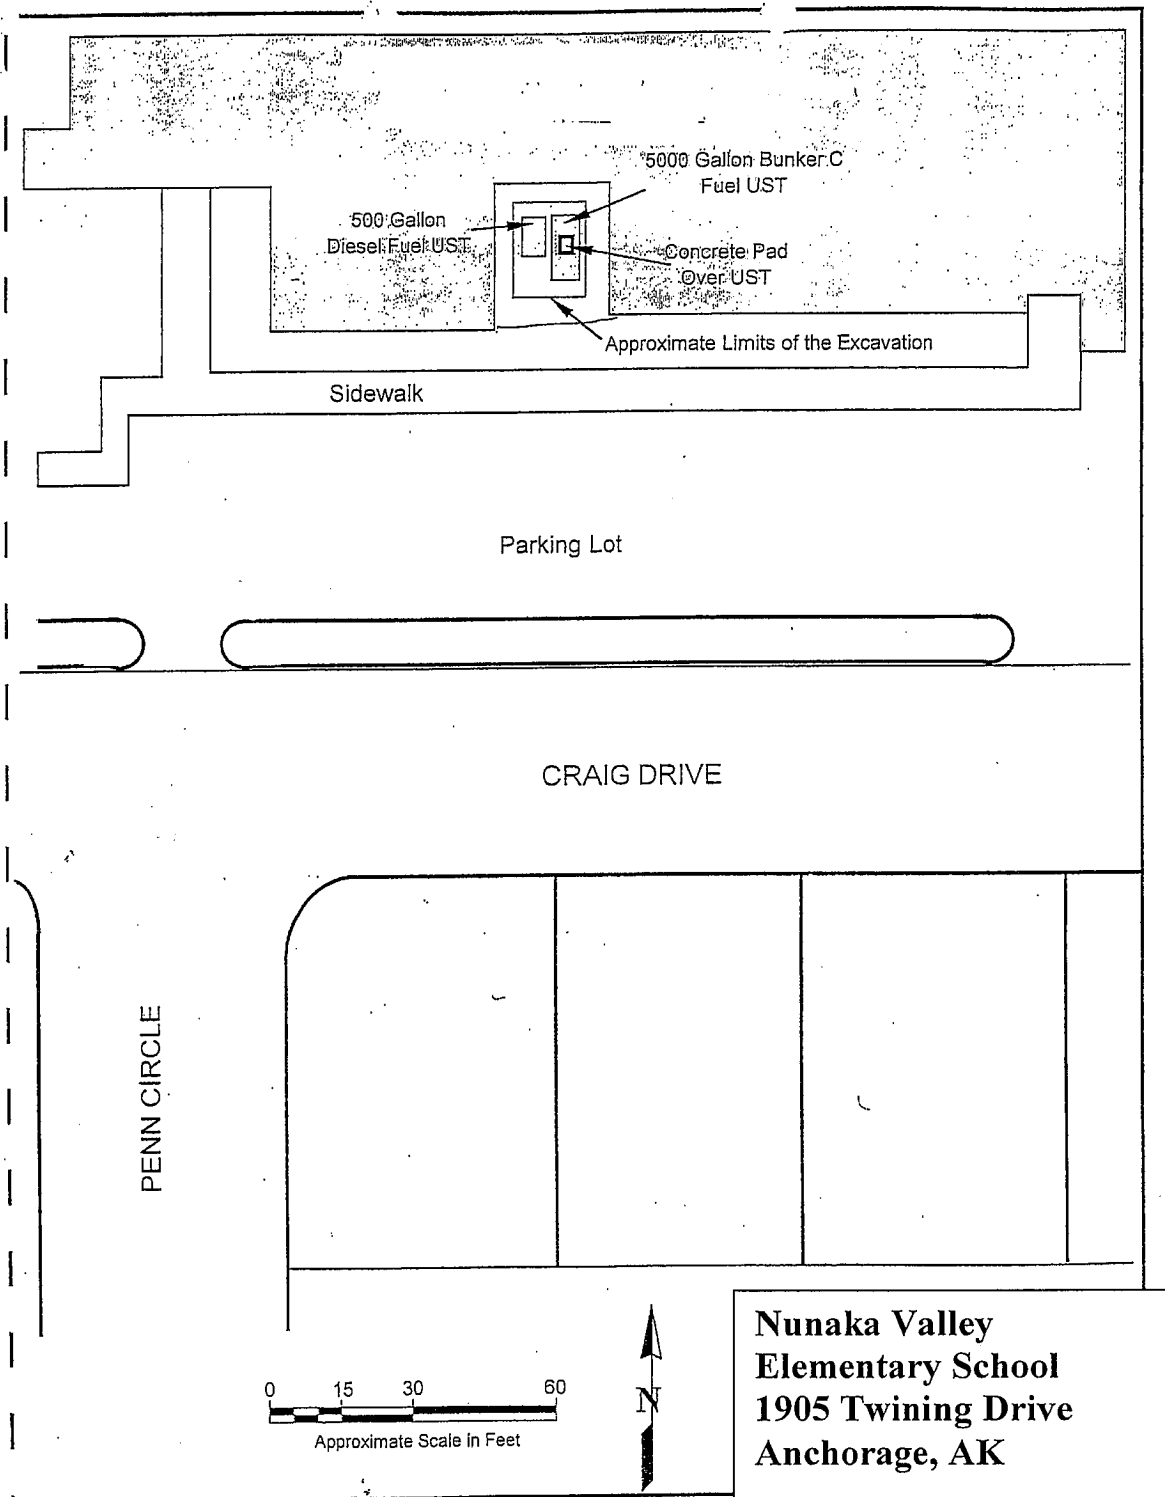 5000 Gallon Bunker C
Fuel UST
500 Gallon
Diesel Fuel UST
Concrete Pad
Over UST
Approximate Limits of the Excavation
Sidewalk
Parking Lot
CRAIG DRIVE
PENN CIRCLE
0 15 30 60
Approximate Scale in Feet
N
Nunaka Valley
Elementary School
1905 Twining Drive
Anchorage, AK